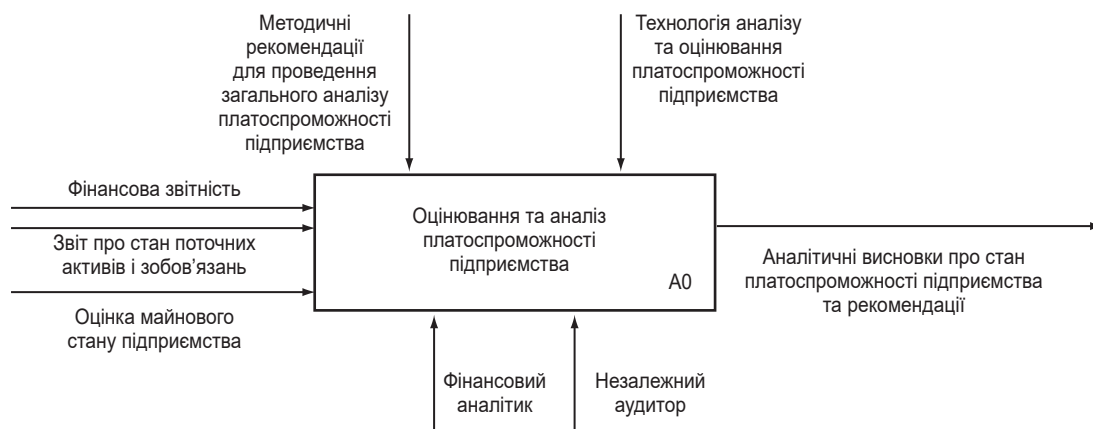 Методичні
рекомендації
для проведення
загального аналізу
платоспроможності
підприємства
Технологія аналізу
та оцінювання
платоспроможності
підприємства
Фінансова звітність
Звіт про стан поточних
активів і зобов’язань
Оцінка майнового
стану підприємства
Оцінювання та аналіз
платоспроможності
підприємства
A0
Аналітичні висновки про стан
платоспроможності підприємства
та рекомендації
Фінансовий
аналітик
Незалежний
аудитор